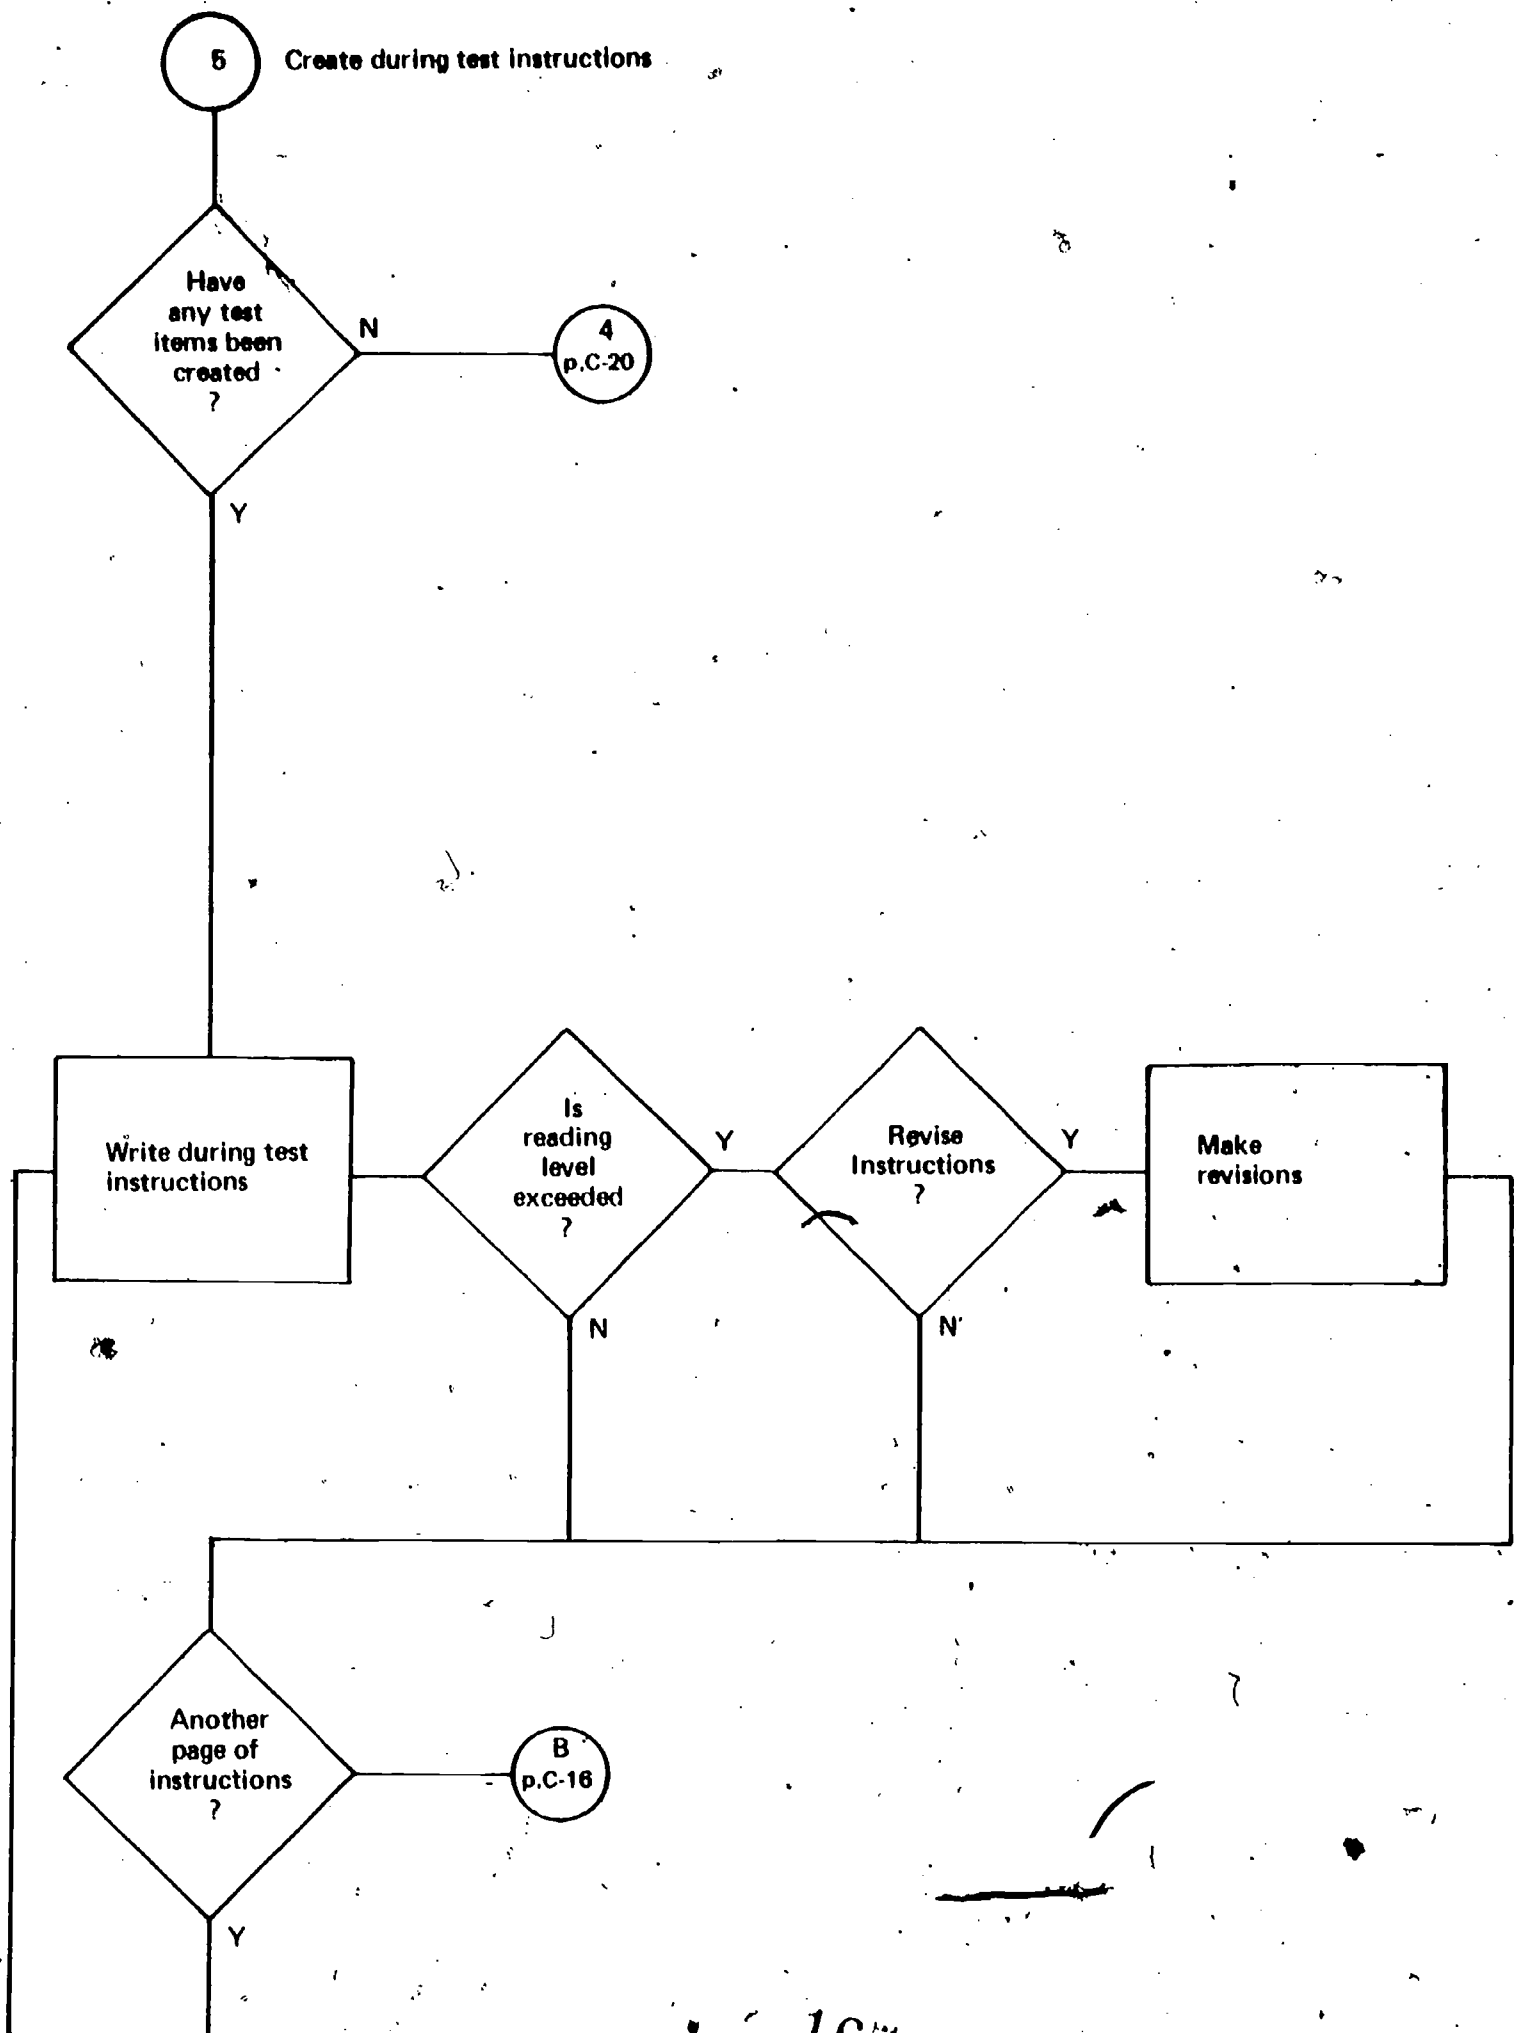 5 Create during test instructions
Have
any test
items been
created
?
N
4
p.C-20
Y
Write during test
instructions
Is
reading
level
exceeded
?
Y
N
Revise
Instructions
?
Y
N
Make
revisions
Another
page of
instructions
?
B
p.C-16
Y